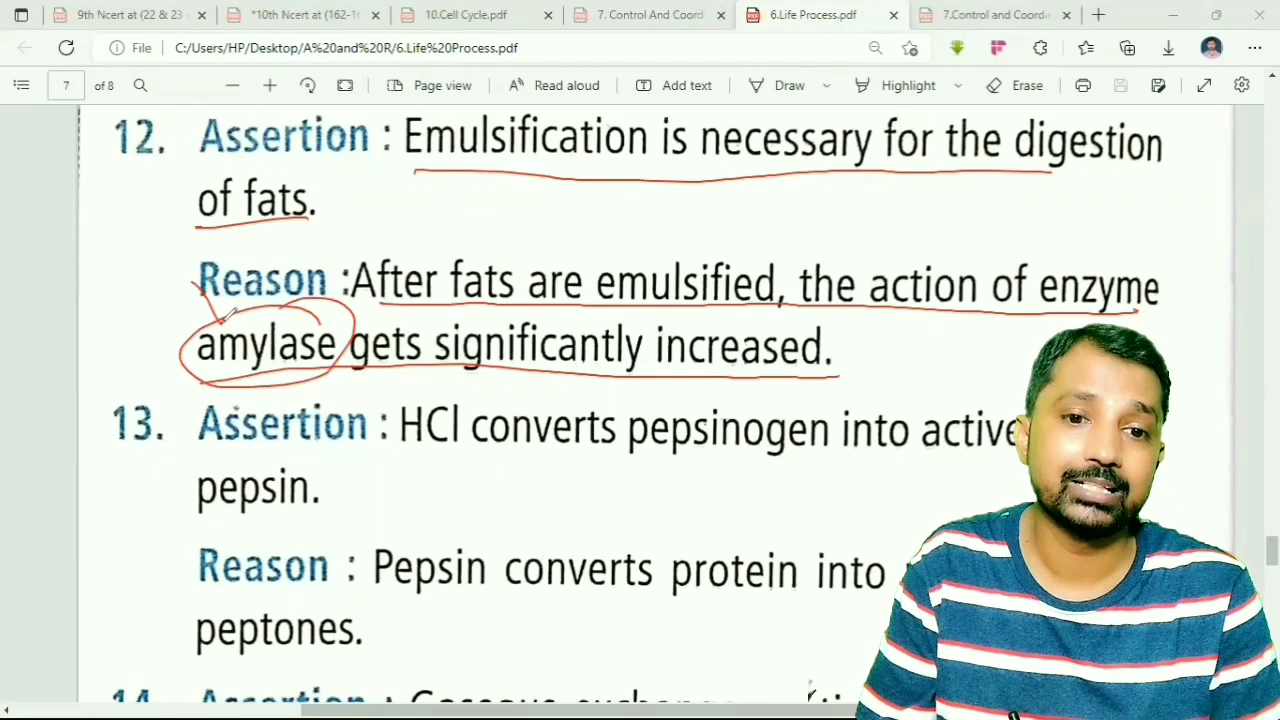 9th Ncert at (22 & 23
*10th Ncert at (162-1
10.Cell Cycle.pdf
7. Control And Coord
6.Life Process.pdf
7.Control and Coordi
File C:/Users/HP/Desktop/A%20and%20R/6.Life%20Process.pdf
7 of 8 Page view Read aloud Add text Draw Highlight Erase
12. Assertion : Emulsification is necessary for the digestion
of fats.
Reason :After fats are emulsified, the action of enzyme
amylase gets significantly increased.
13. Assertion : HCl converts pepsinogen into active
pepsin.
Reason : Pepsin converts protein into
peptones.
14. Assertion : Gaseous